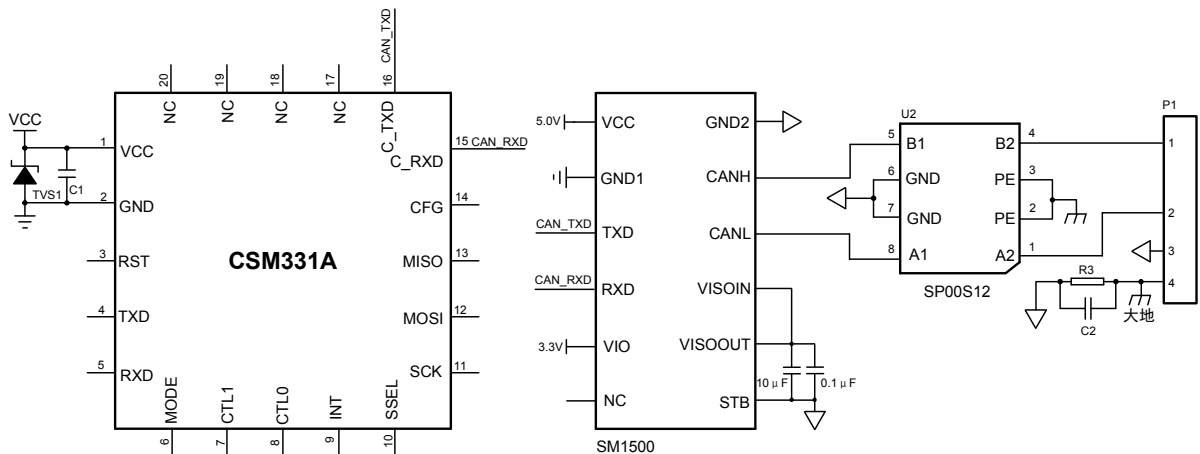 CAN_TXD
20
19
18
17
16
NC
NC
NC
NC
C_TXD
VCC
TVS1
C1
1
VCC
2
GND
3
RST
4
TXD
5
RXD
CSM331A
15
CAN_RXD
C_RXD
14
CFG
13
MISO
12
MOSI
11
SCK
MODE
CTL1
CTL0
INT
SSEL
6
7
8
9
10
5.0V
VCC
GND1
CAN_TXD
TXD
CAN_RXD
RXD
3.3V
VIO
NC
GND2
CANH
CANL
VISOIN
VISOOUT
STB
10μF
0.1μF
SM1500
U2
5
B1
6
GND
7
GND
8
A1
B2
4
PE
3
PE
2
A2
1
SP00S12
P1
1
2
3
4
R3
C2
大地